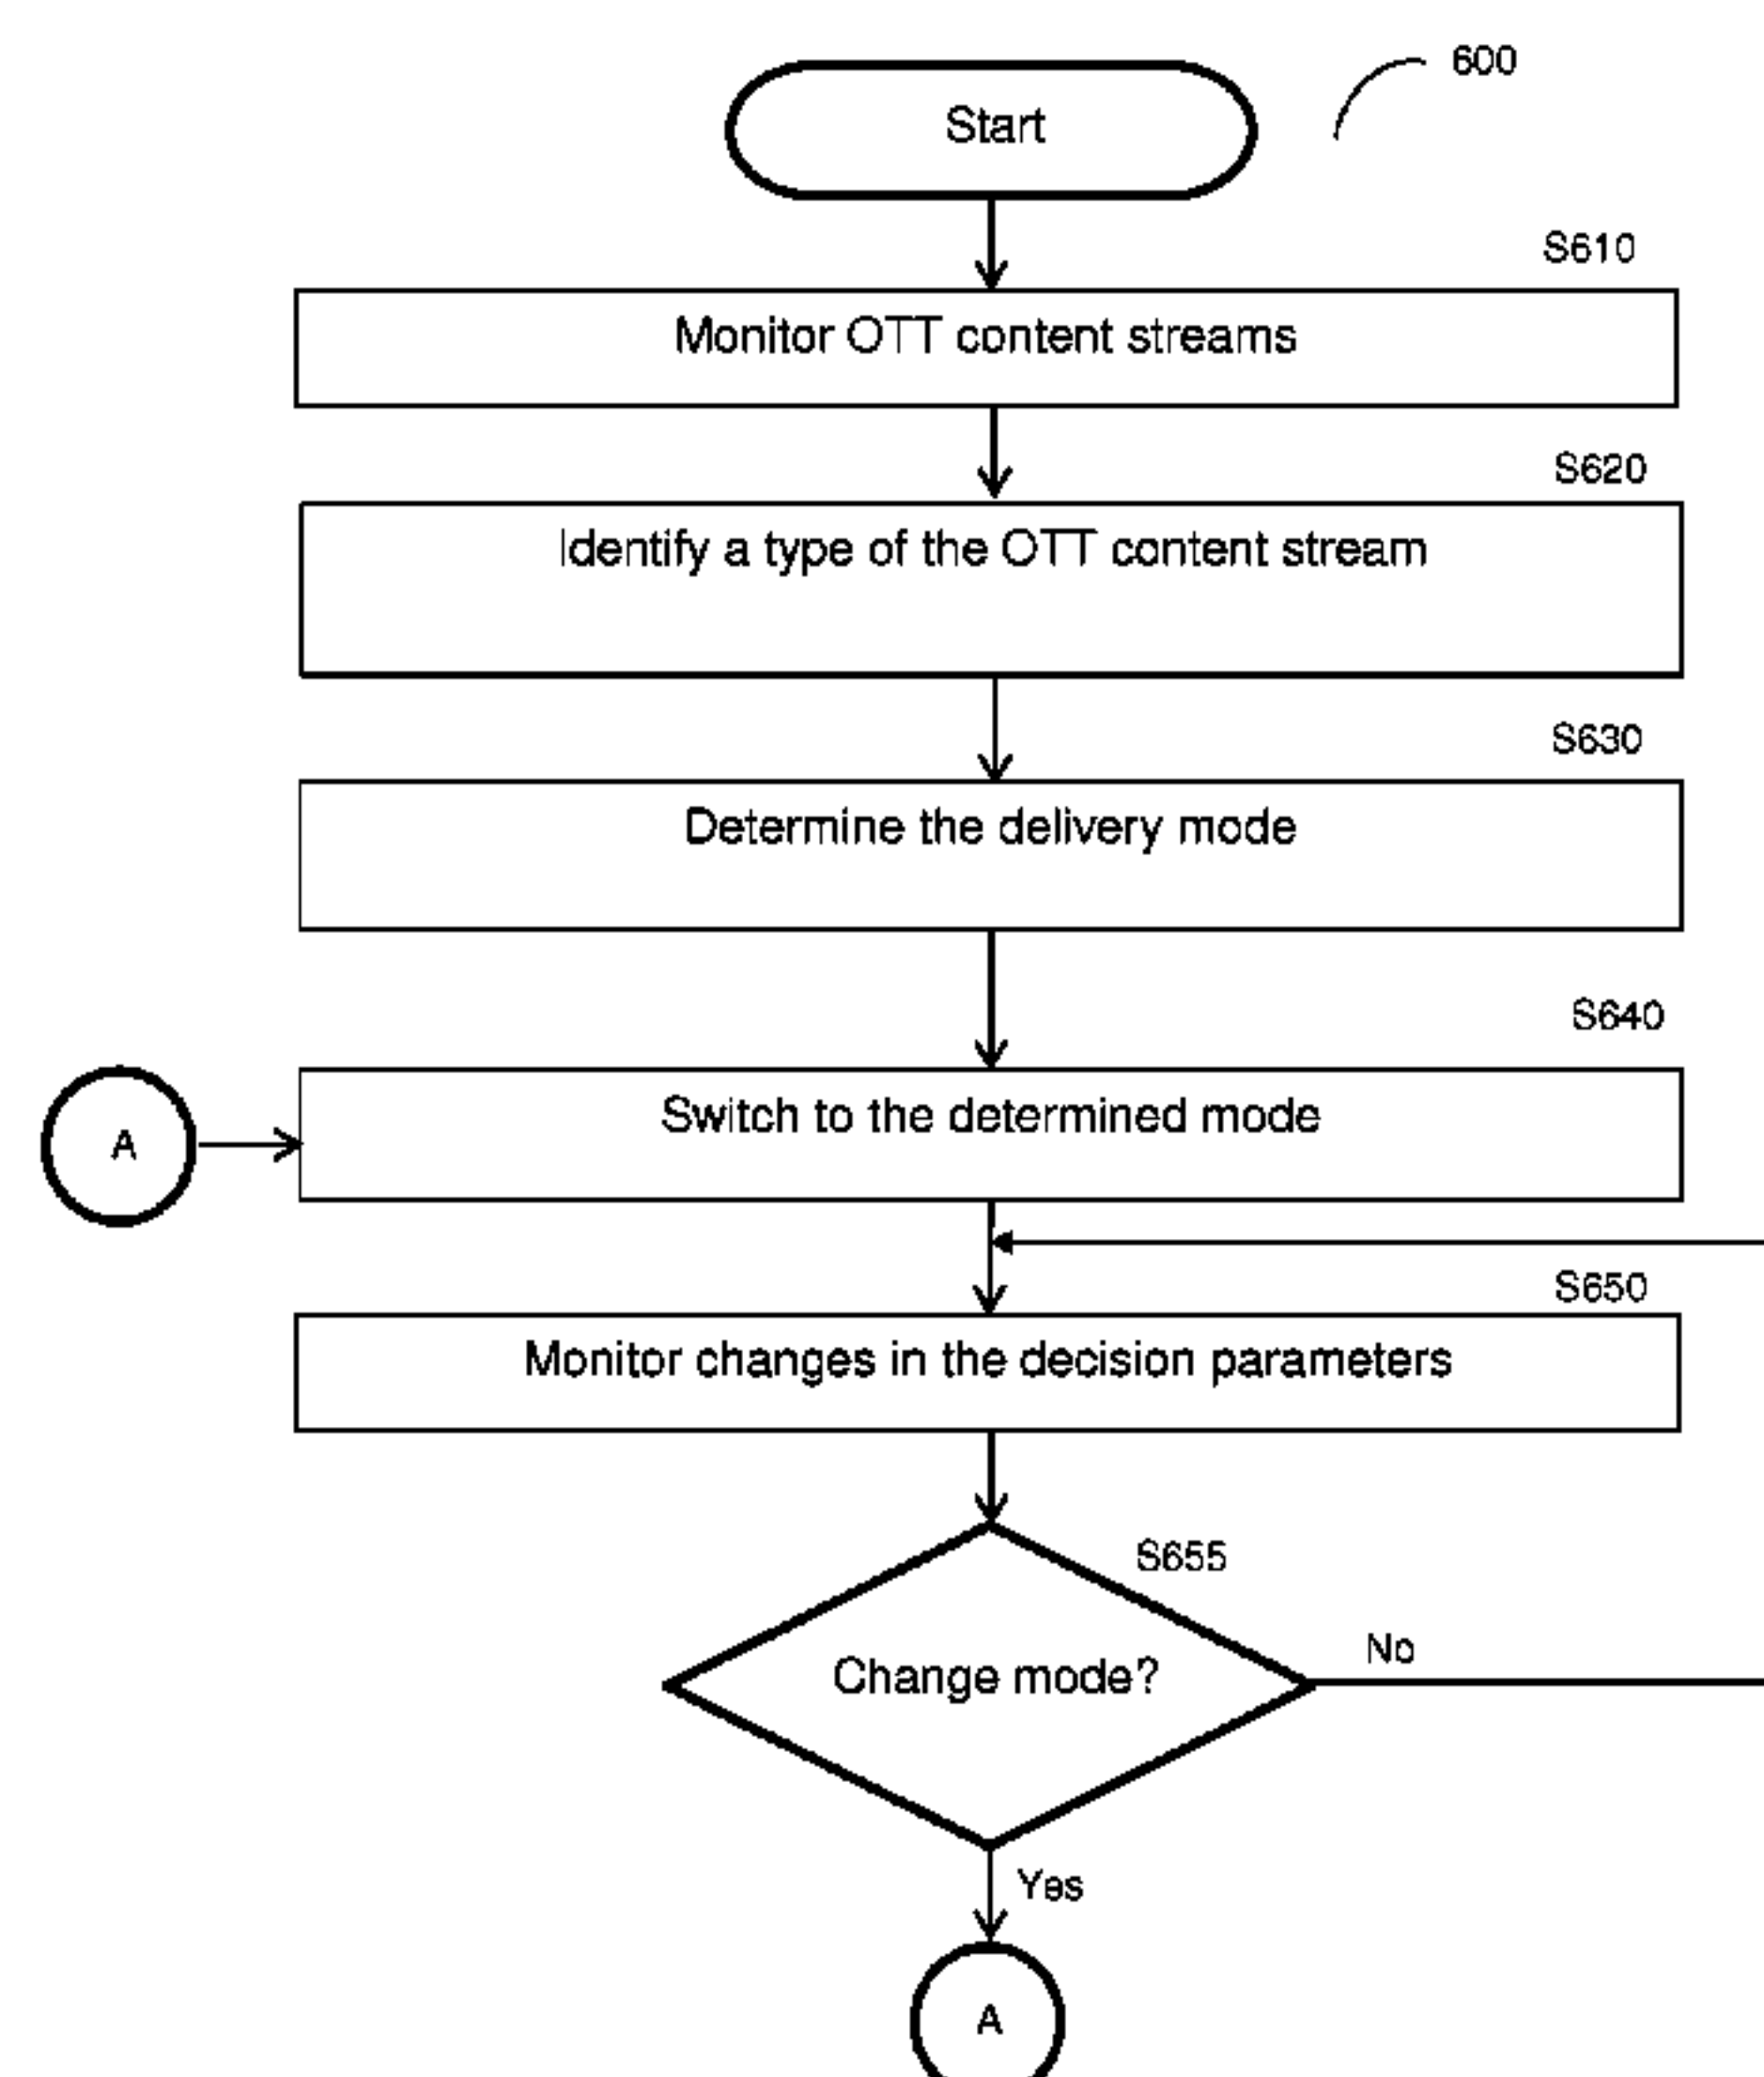 600
Start
S610
Monitor OTT content streams
S620
Identify a type of the OTT content stream
S630
Determine the delivery mode
S640
A
Switch to the determined mode
S650
Monitor changes in the decision parameters
S655
Change mode?
No
Yes
A